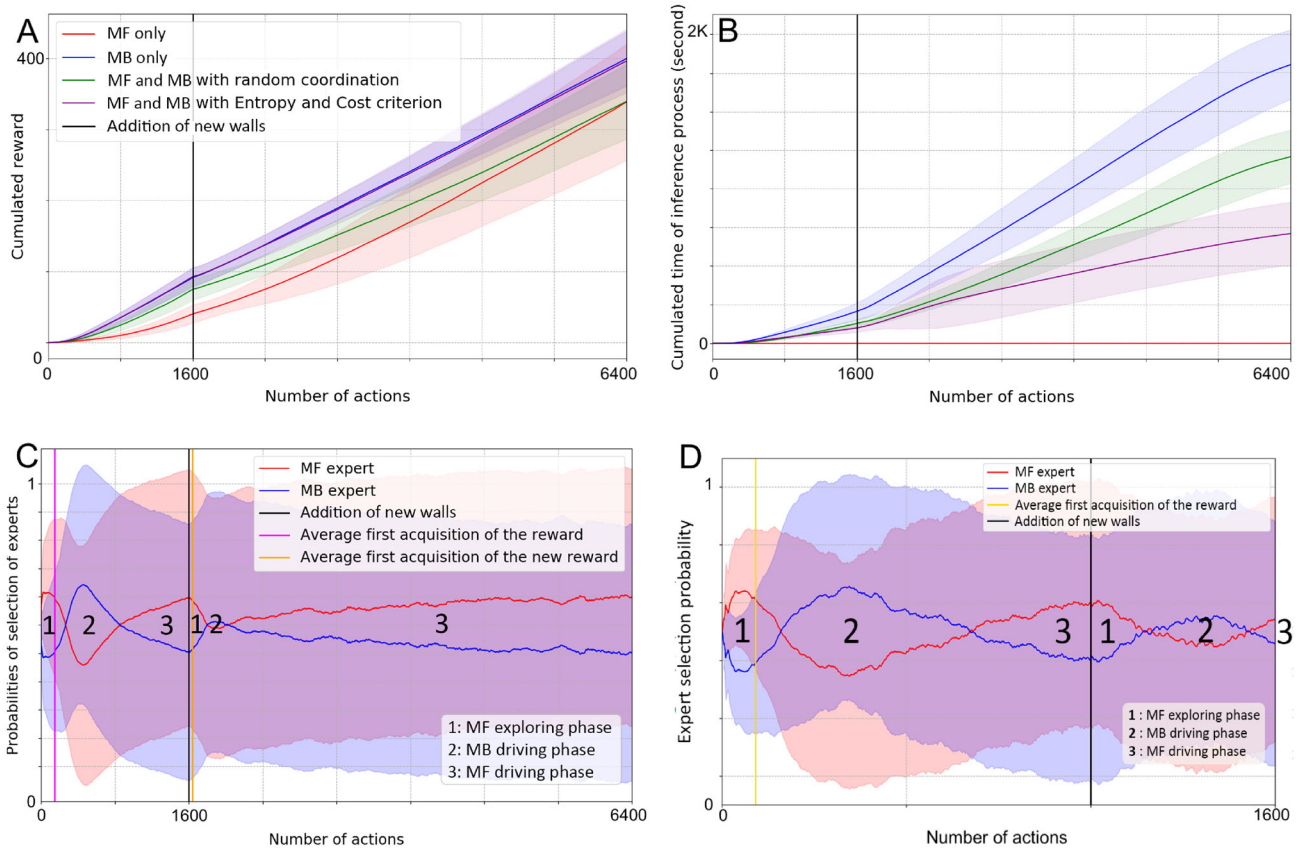 A
MF only
MB only
MF and MB with random coordination
MF and MB with Entropy and Cost criterion
Addition of new walls
400
0
Cumulated reward
0
1600
6400
Number of actions
B
2K
0
Cumulated time of inference process (second)
0
1600
6400
Number of actions
C
MF expert
MB expert
Addition of new walls
Average first acquisition of the reward
Average first acquisition of the new reward
1
0
Probabilities of selection of experts
1
2
3
1
2
3
1: MF exploring phase
2: MB driving phase
3: MF driving phase
0
1600
6400
Number of actions
D
MF expert
MB expert
Average first acquisition of the reward
Addition of new walls
1
0
Expert selection probability
1
2
3
1
2
3
1 : MF exploring phase
2 : MB driving phase
3 : MF driving phase
0
1600
Number of actions